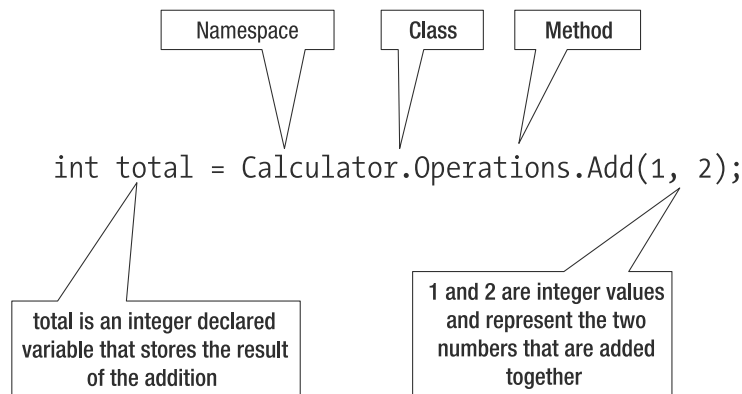 Namespace
Class
Method
int total = Calculator.Operations.Add(1, 2);
total is an integer declared
variable that stores the result
of the addition
1 and 2 are integer values
and represent the two
numbers that are added
together